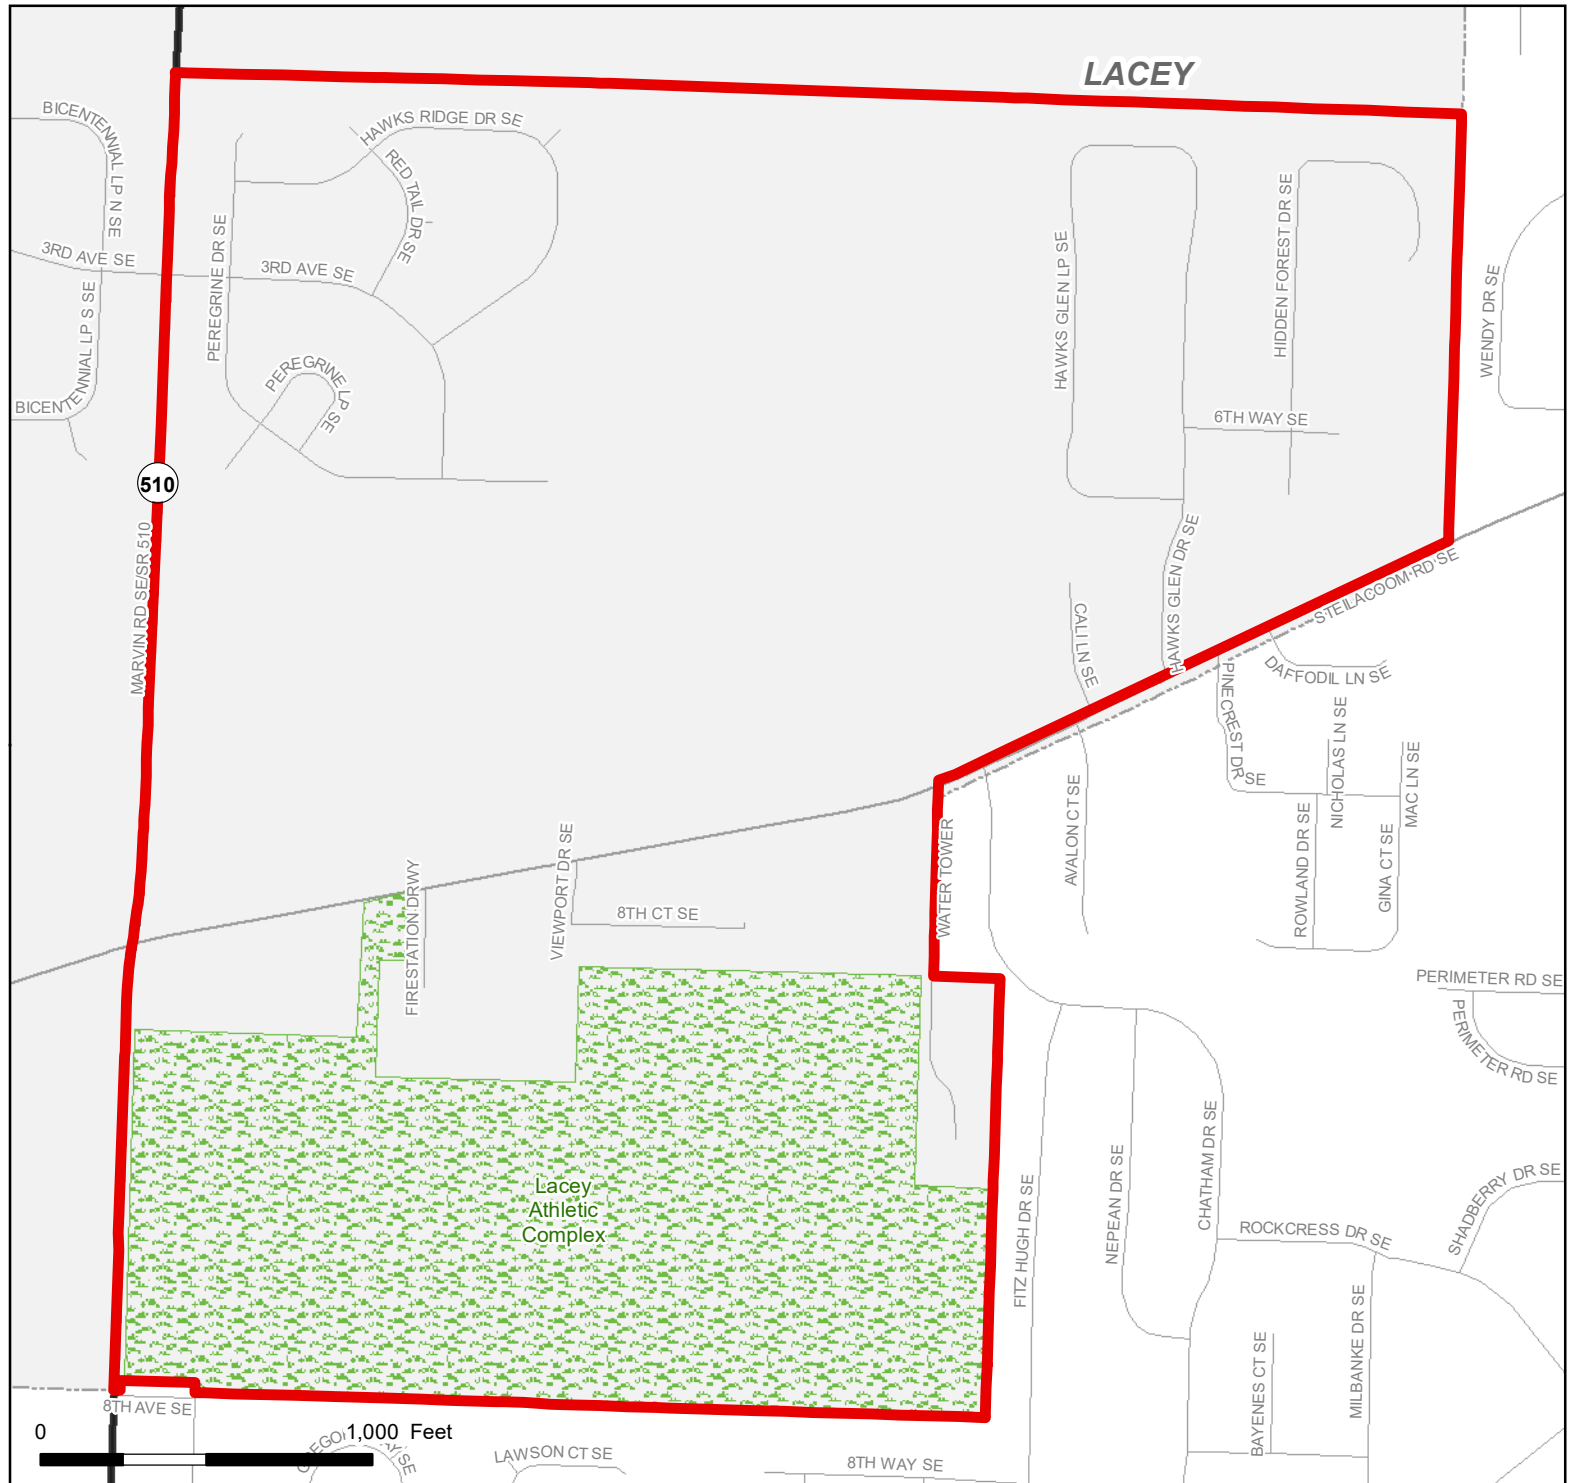 LACEY
BICENTENNIAL LP N SE
HAWKS RIDGE DR SE
RED TAIL DR SE
PEREGRINE DR SE
3RD AVE SE
3RD AVE SE
BICENTENNIAL LP S SE
PEREGRINE LP SE
HAWKS GLEN LP SE
HIDDEN FOREST DR SE
WENDY DR SE
6TH WAY SE
510
MARVIN RD SE/SR 510
HAWKS GLEN DR SE
CALI LN SE
STEILACOOM RD SE
DAFFODIL LN SE
PINECREST DR SE
NICHOLAS LN SE
MAC LN SE
AVALON CT SE
ROWLAND DR SE
GINA CT SE
WATER TOWER
VIEWPORT DR SE
8TH CT SE
FIRESTATION DRWY
PERIMETER RD SE
PERIMETER RD SE
Lacey
Athletic
Complex
FITZ HUGH DR SE
NEPEAN DR SE
CHATHAM DR SE
ROCKCRESS DR SE
SHADBERRY DR SE
MILBANKE DR SE
BAYENES CT SE
8TH AVE SE
0 1,000 Feet
LAWSON CT SE
8TH WAY SE